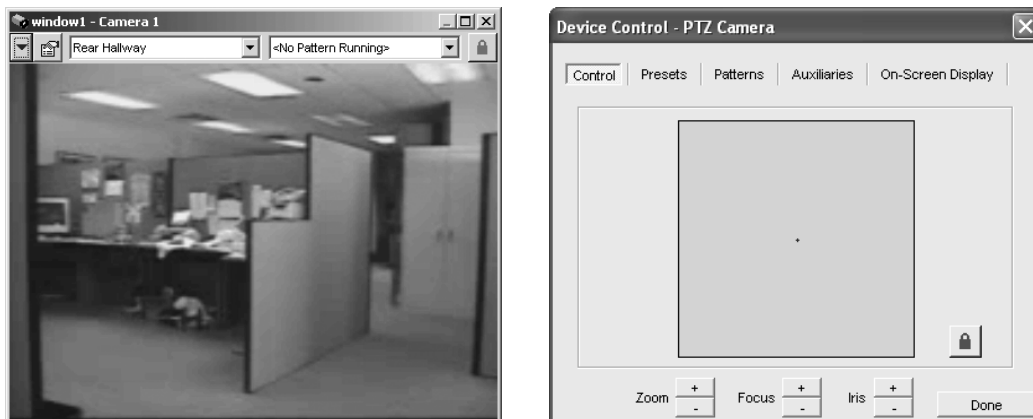 window1 - Camera 1
Rear Hallway
<No Pattern Running>
Device Control - PTZ Camera
Control Presets Patterns Auxiliaries On-Screen Display
Zoom + - Focus + - Iris + -
Done